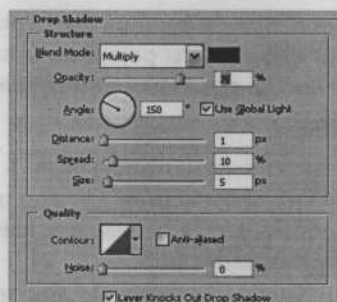 Drop Shadow
Structure
Blend Mode: Multiply
Opacity: %
Angle: 150 ° Use Global Light
Distance: 1 px
Spread: 10 %
Size: 5 px
Quality
Contour: Anti-aliased
Noise: 0 %
Layer Knocks Out Drop Shadow